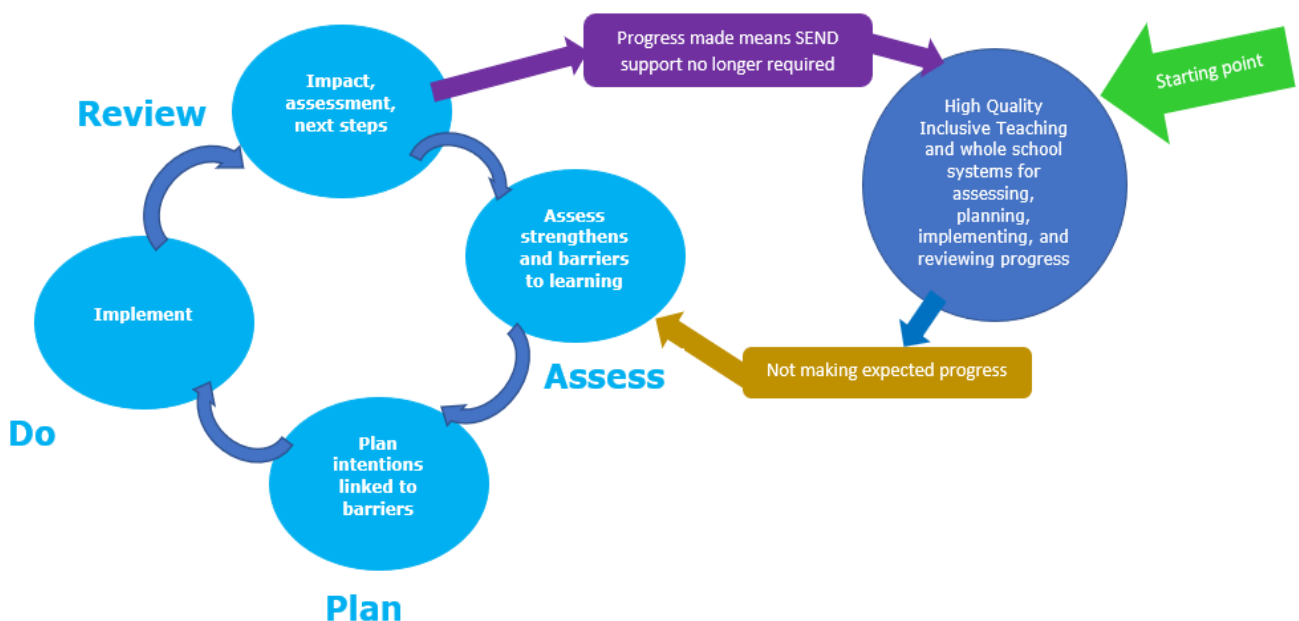 Starting point
High Quality
Inclusive Teaching
and whole school
systems for
assessing,
planning,
implementing, and
reviewing progress
Not making expected progress
Assess
strengthens
and barriers
to learning
Assess
Plan
intentions
linked to
barriers
Plan
Implement
Do
Impact,
assessment,
next steps
Review
Progress made means SEND
support no longer required